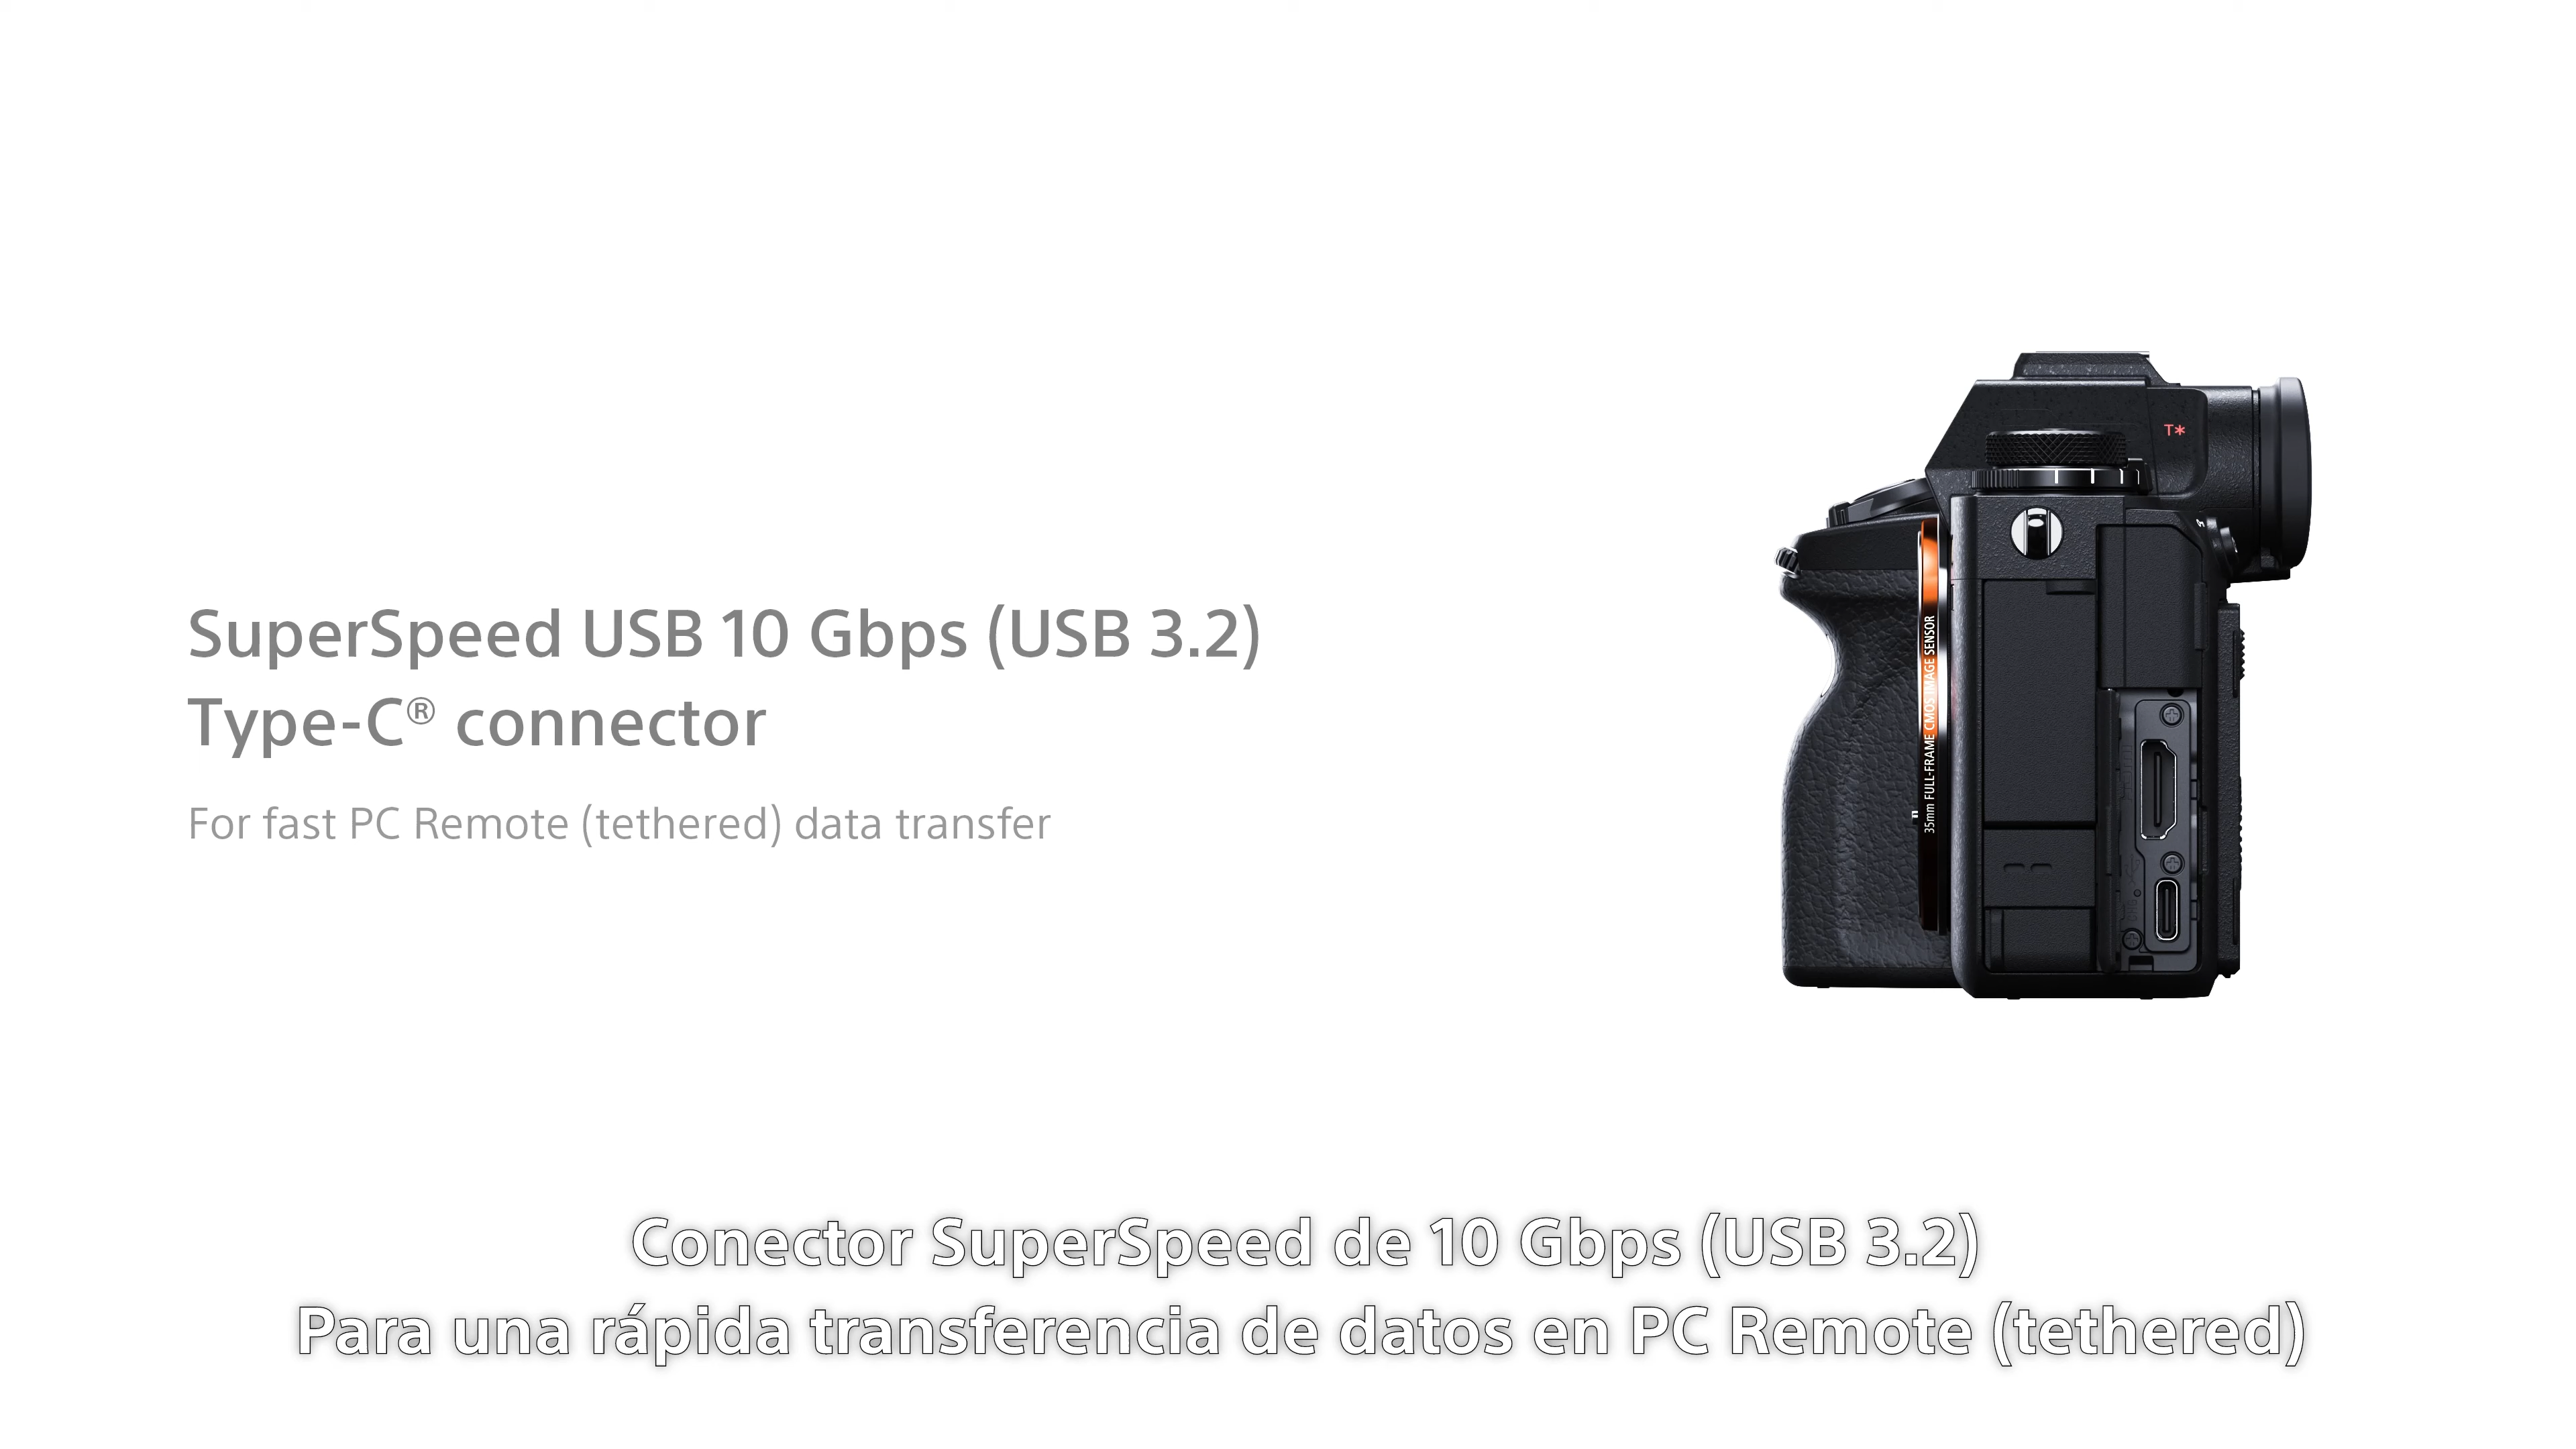 SuperSpeed USB 10 Gbps (USB 3.2)
Type-C® connector
For fast PC Remote (tethered) data transfer
T*
35mm FULL-FRAME CMOS IMAGE SENSOR
Conector SuperSpeed de 10 Gbps (USB 3.2)
Para una rápida transferencia de datos en PC Remote (tethered)